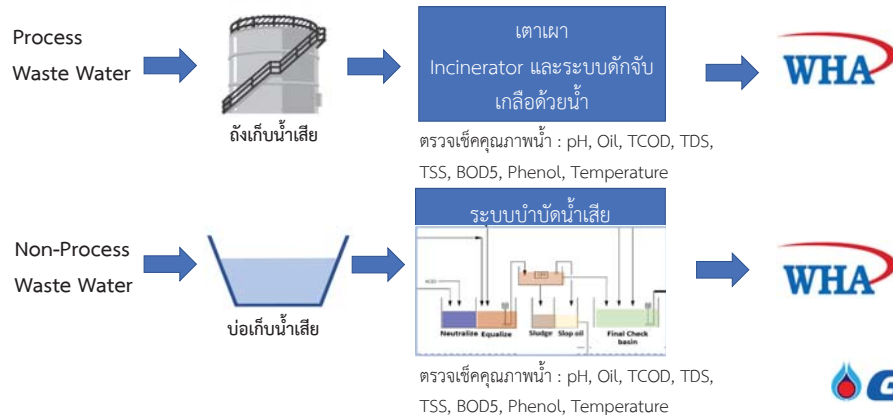 Process
Waste Water
ถังเก็บน้ำเสีย
เตาเผา
Incinerator และระบบดักจับ
เกลือด้วยน้ำ
WHA
ตรวจเช็คคุณภาพน้ำ : pH, Oil, TCOD, TDS,
TSS, BOD5, Phenol, Temperature
Non-Process
Waste Water
บ่อเก็บน้ำเสีย
ระบบบำบัดน้ำเสีย
Neutralize Equalize
Sludge Slop oil
Final Check
basin
WHA
ตรวจเช็คคุณภาพน้ำ : pH, Oil, TCOD, TDS,
TSS, BOD5, Phenol, Temperature
G